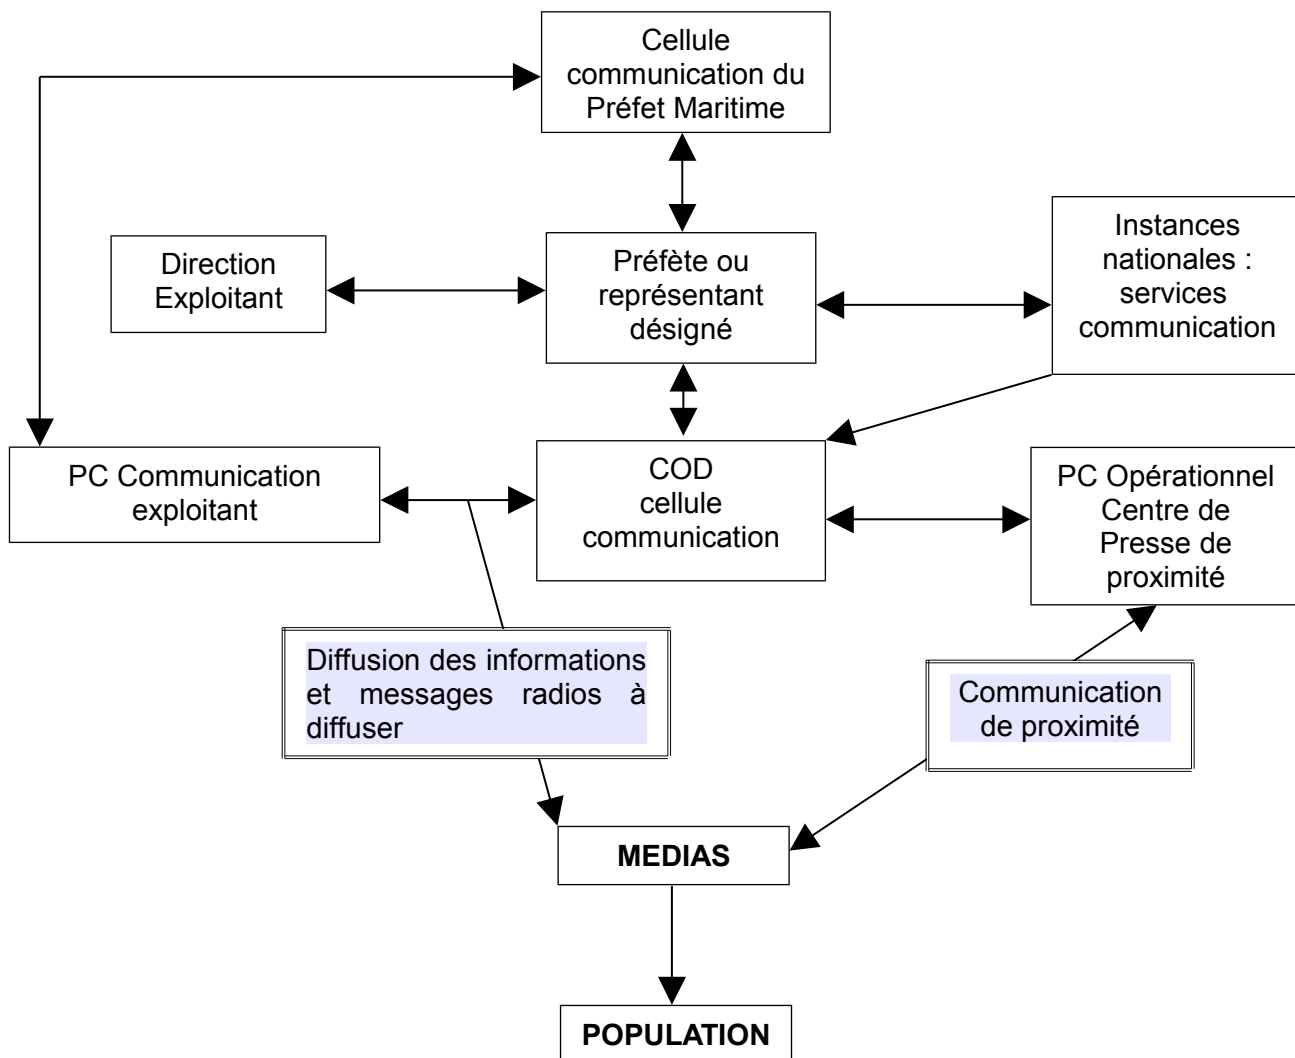 Cellule
communication du
Préfet Maritime
Direction
Exploitant
Préfète ou
représentant
désigné
Instances
nationales :
services
communication
PC Communication
exploitant
COD
cellule
communication
PC Opérationnel
Centre de
Presse de
proximité
Diffusion des informations
et messages radios à
diffuser
Communication
de proximité
MEDIAS
POPULATION